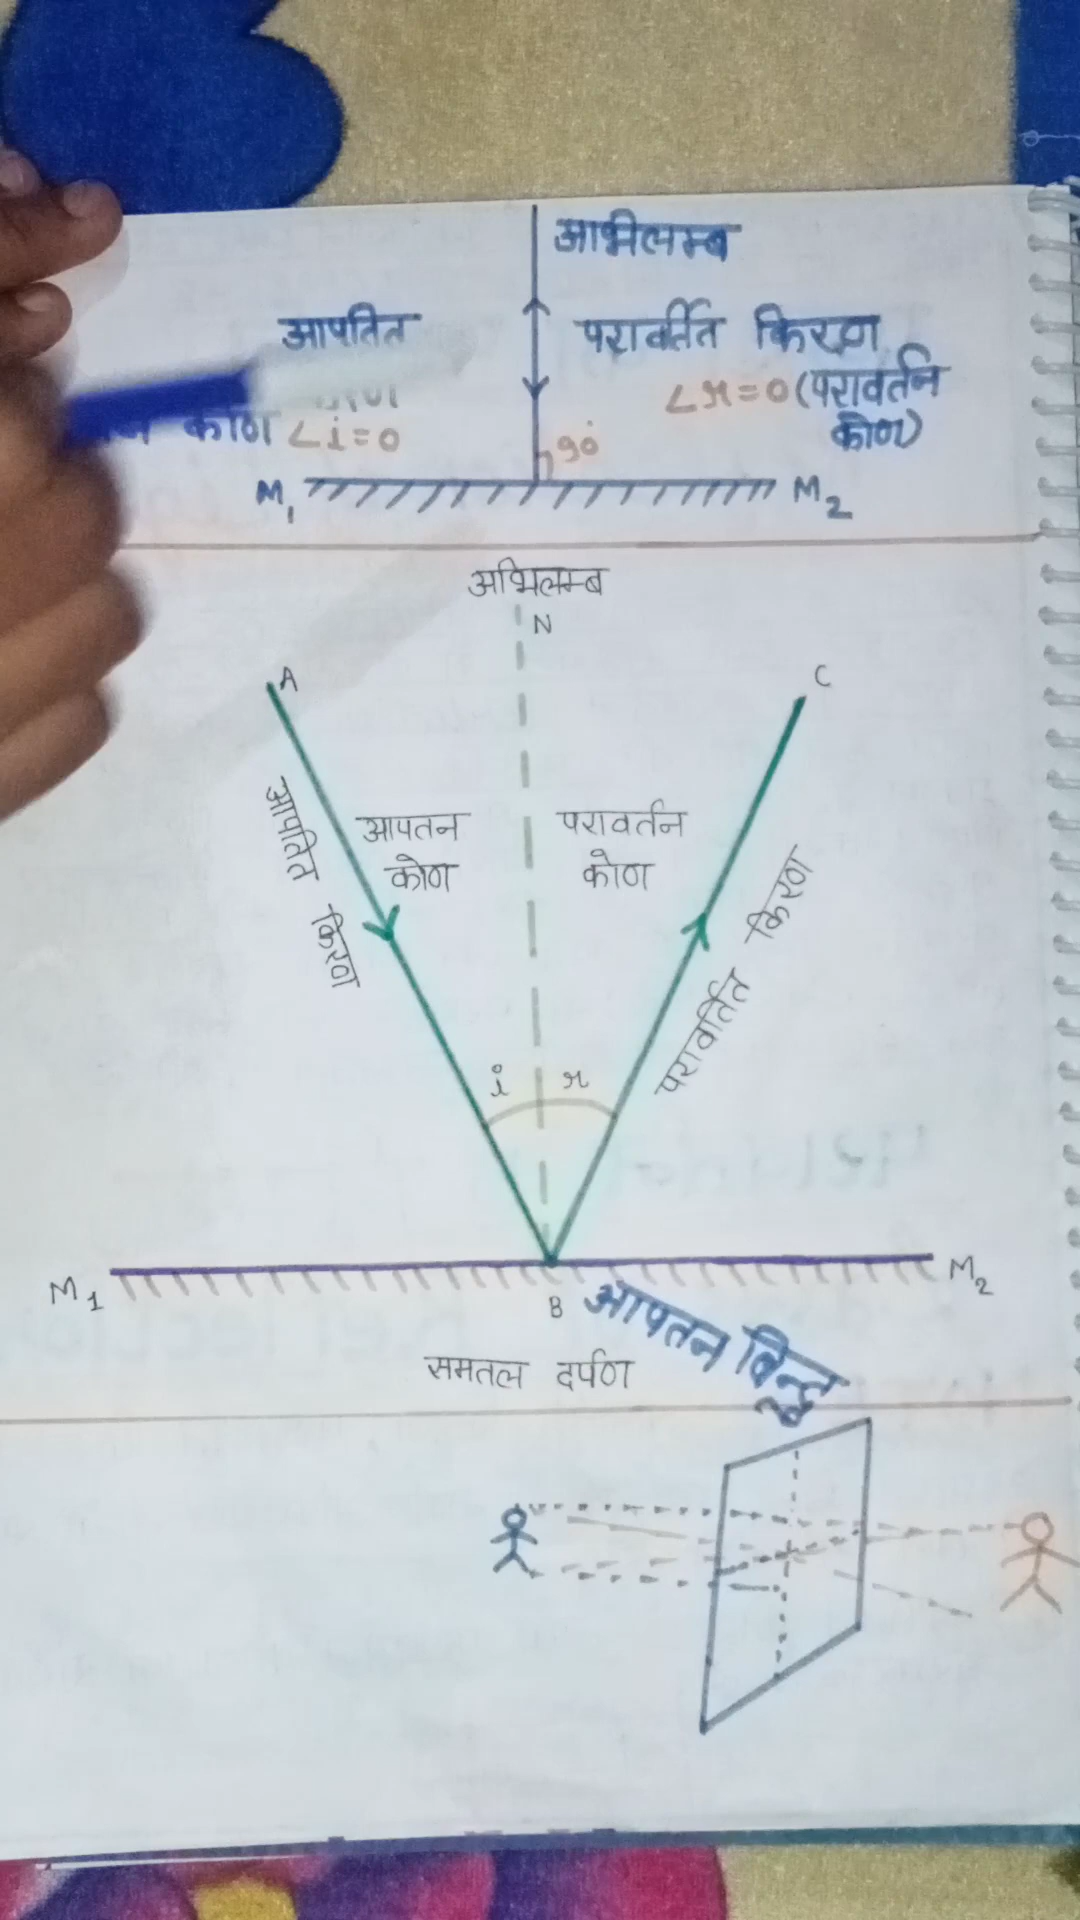 अभिलम्ब
आपतित
परावर्तित किरण
∠r=0 (परावर्तन
कोण)
कोण ∠i=0
90°
M1
M2
अभिलम्ब
N
A
C
आपतित किरण
आपतन
कोण
परावर्तन
कोण
परावर्तित किरण
i
r
M1
M2
B
आपतन बिन्दु
समतल दर्पण